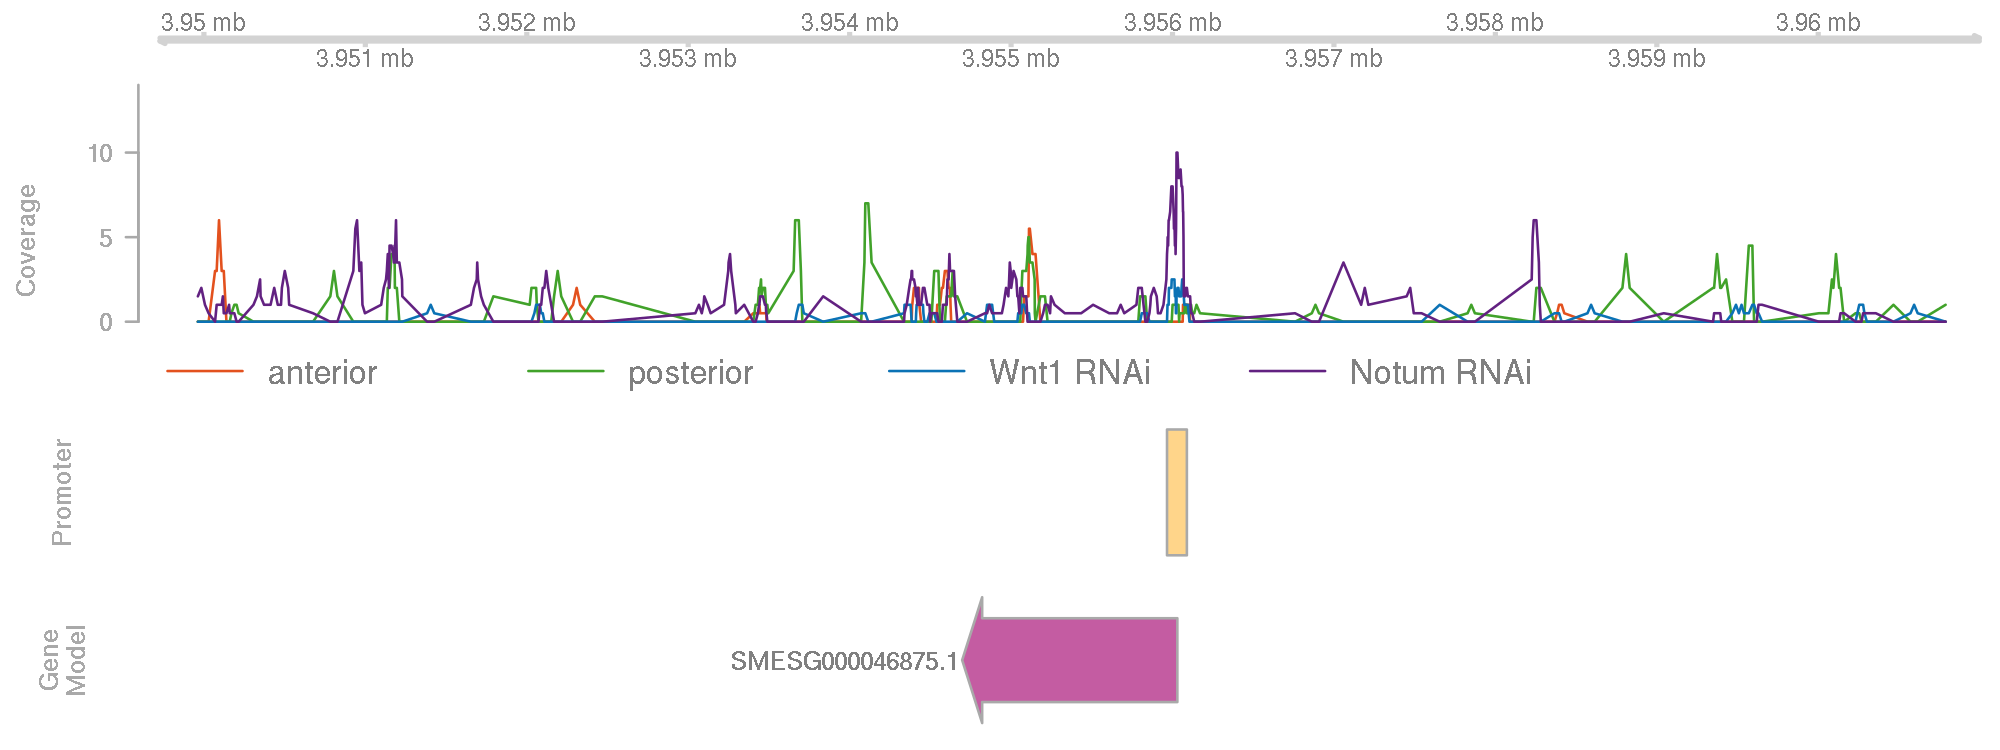 3.95 mb 3.952 mb 3.954 mb 3.956 mb 3.958 mb 3.96 mb
3.951 mb 3.953 mb 3.955 mb 3.957 mb 3.959 mb
Coverage
10
5
0
anterior posterior Wnt1 RNAi Notum RNAi
Promoter
Gene
Model
SMESG000046875.1